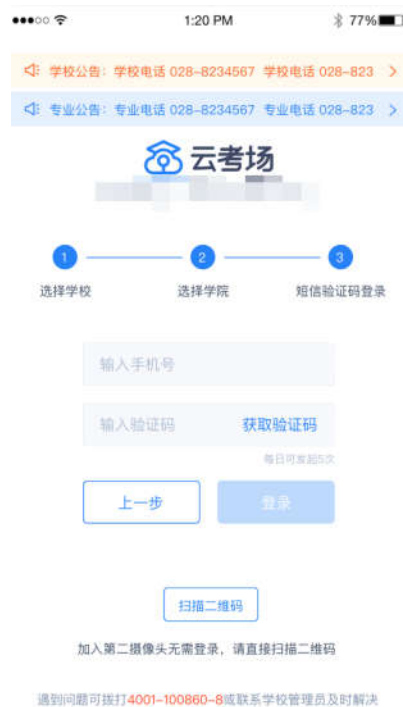 1:20 PM 77%
学校公告：学校电话 028-8234567 学校电话 028-823
专业公告：专业电话 028-8234567 专业电话 028-823
云考场
1 2 3
选择学校 选择学院 短信验证码登录
输入手机号
输入验证码 获取验证码
每日可发起5次
上一步 登录
扫描二维码
加入第二摄像头无需登录，请直接扫描二维码
遇到问题可拨打4001-100860-8或联系学校管理员及时解决